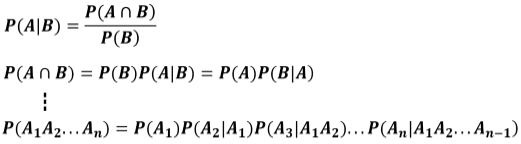 P(A|B) = P(A ∩ B) / P(B)
P(A ∩ B) = P(B)P(A|B) = P(A)P(B|A)
⋮
P(A₁A₂…Aₙ) = P(A₁)P(A₂|A₁)P(A₃|A₁A₂)…P(Aₙ|A₁A₂…Aₙ₋₁)